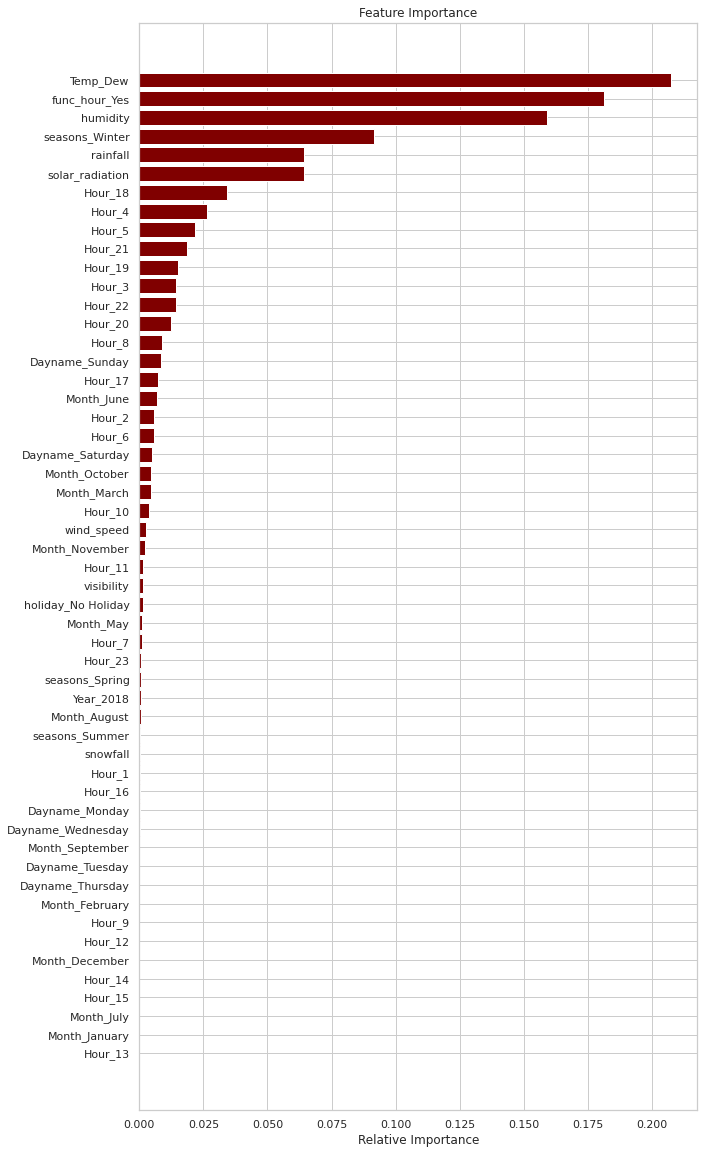 Feature Importance
Temp_Dew
func_hour_Yes
humidity
seasons_Winter
rainfall
solar_radiation
Hour_18
Hour_4
Hour_5
Hour_21
Hour_19
Hour_3
Hour_22
Hour_20
Hour_8
Dayname_Sunday
Hour_17
Month_June
Hour_2
Hour_6
Dayname_Saturday
Month_October
Month_March
Hour_10
wind_speed
Month_November
Hour_11
visibility
holiday_No Holiday
Month_May
Hour_7
Hour_23
seasons_Spring
Year_2018
Month_August
seasons_Summer
snowfall
Hour_1
Hour_16
Dayname_Monday
Dayname_Wednesday
Month_September
Dayname_Tuesday
Dayname_Thursday
Month_February
Hour_9
Hour_12
Month_December
Hour_14
Hour_15
Month_July
Month_January
Hour_13
0.000 0.025 0.050 0.075 0.100 0.125 0.150 0.175 0.200
Relative Importance